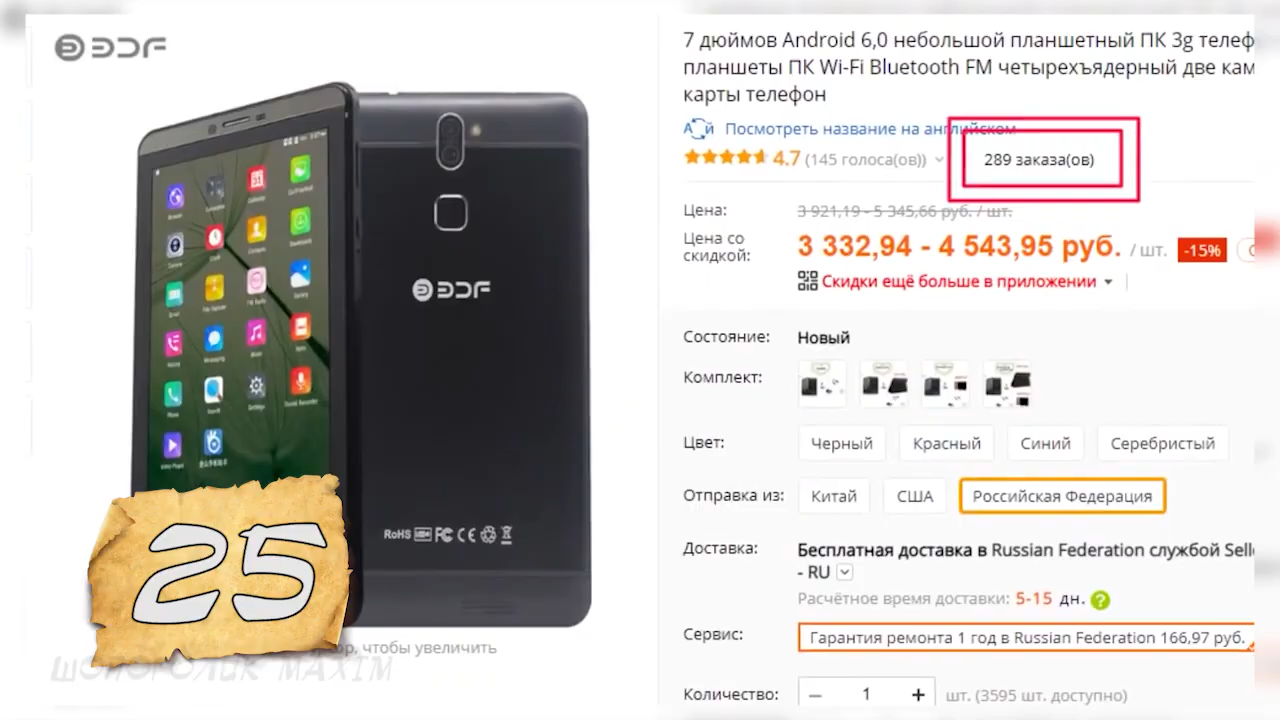 BDF
7 дюймов Android 6,0 небольшой планшетный ПК 3g телеф
планшеты ПК Wi-Fi Bluetooth FM четырехъядерный две кам
карты телефон
Посмотреть название на английском
4.7 (145 голоса(ов))
289 заказа(ов)
Цена:
3 921,19 - 5 345,66 руб. / шт.
Цена со
скидкой:
3 332,94 - 4 543,95 руб. / шт.
-15%
Скидки ещё больше в приложении
Состояние:
Новый
Комплект:
BDF
Цвет:
Черный
Красный
Синий
Серебристый
Отправка из:
Китай
США
Российская Федерация
RoHS FC CE
Доставка:
Бесплатная доставка в Russian Federation службой Selle
- RU
Расчётное время доставки: 5-15 дн. ?
25
Сервис:
Гарантия ремонта 1 год в Russian Federation 166,97 руб.
чтобы увеличить
ШОПОГОЛИК MAXIM
Количество:
– 1 +
шт. (3595 шт. доступно)